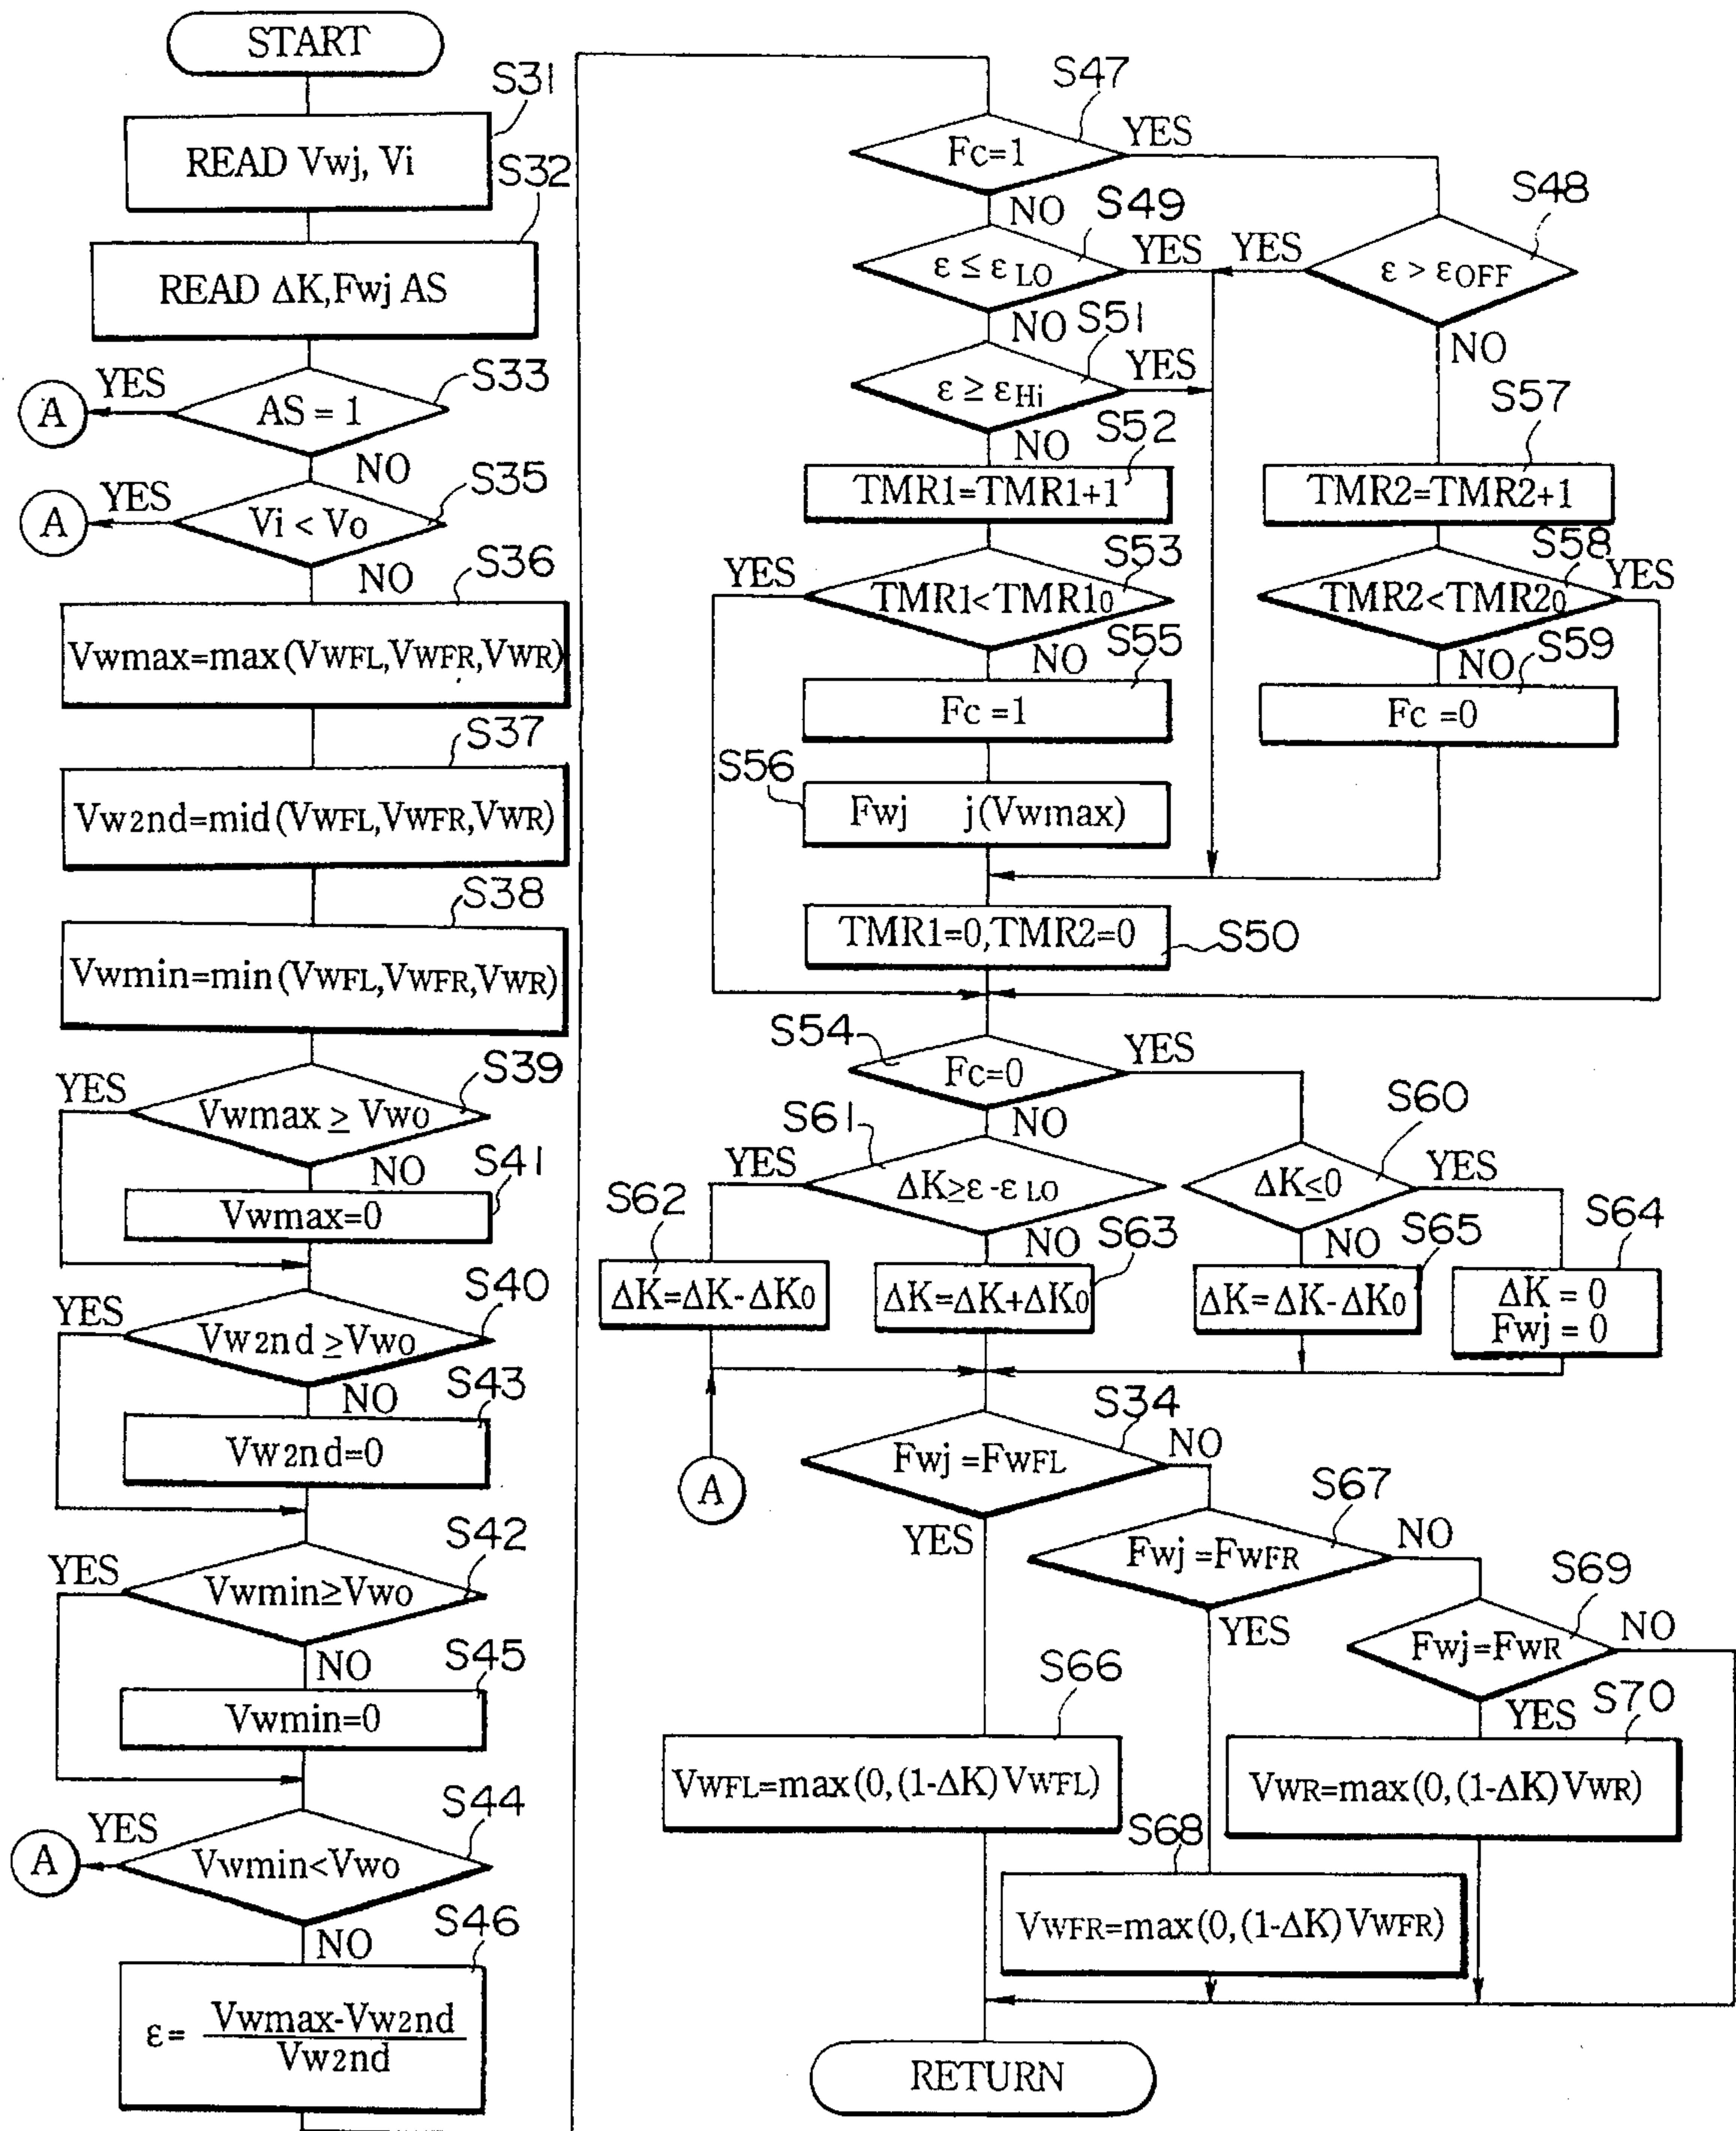 START
S31
READ Vwj, Vi
S32
READ ΔK,Fwj AS
S33
YES
A
AS = 1
NO
S35
YES
A
Vi < Vo
NO
S36
Vwmax=max(VWFL,VWFR,VWR)
S37
Vw2nd=mid(VWFL,VWFR,VWR)
S38
Vwmin=min(VWFL,VWFR,VWR)
S39
YES
Vwmax ≥ Vwo
NO
S41
Vwmax=0
S40
YES
Vw2nd ≥Vwo
NO
S43
Vw2nd=0
S42
YES
Vwmin≥Vwo
NO
S45
Vwmin=0
S44
YES
A
Vwmin<Vwo
NO
S46
ε= Vwmax-Vw2nd
Vw2nd
S47
Fc=1
YES
NO
S49
S48
ε ≤ εLO
YES
YES
ε > εOFF
NO
S51
NO
ε ≥ εHi
YES
S57
NO
S52
TMR1=TMR1+1
TMR2=TMR2+1
S53
S58
YES
TMR1<TMR10
TMR2<TMR20
YES
NO
S55
NO
S59
Fc =1
Fc =0
S56
Fwj j(Vwmax)
TMR1=0,TMR2=0
S50
S54
Fc=0
YES
S61
NO
S60
YES
ΔK≥ε-εLO
ΔK≤0
YES
S62
NO
S63
NO
S65
S64
ΔK=ΔK-ΔK0
ΔK=ΔK+ΔK0
ΔK=ΔK-ΔK0
ΔK = 0
Fwj = 0
S34
A
Fwj =FWFL
NO
S67
YES
Fwj =FWFR
NO
S69
YES
Fwj=FWR
NO
S66
YES
S70
VWFL=max(0,(1-ΔK)VWFL)
VWR=max(0,(1-ΔK)VWR)
S68
VWFR=max(0,(1-ΔK)VWFR)
RETURN